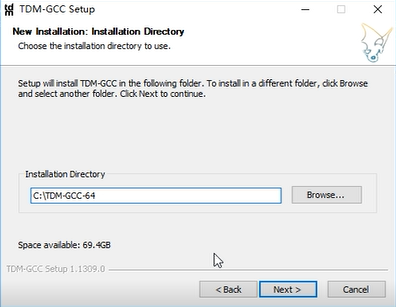 tdm TDM-GCC Setup
New Installation: Installation Directory
Choose the installation directory to use.
Setup will install TDM-GCC in the following folder. To install in a different folder, click Browse
and select another folder. Click Next to continue.
Installation Directory
C:\TDM-GCC-64
Browse...
Space available: 69.4GB
TDM-GCC Setup 1.1309.0
< Back
Next >
Cancel